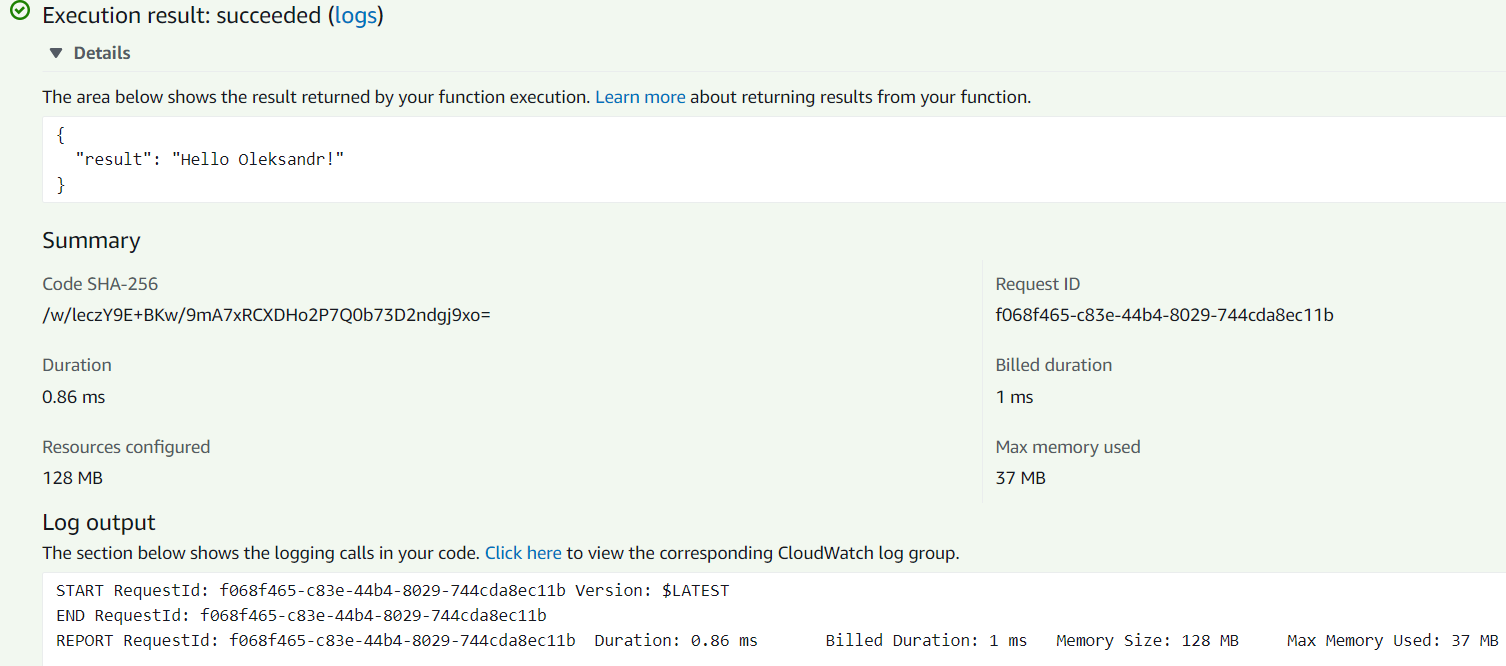 Execution result: succeeded (logs)
Details
The area below shows the result returned by your function execution. Learn more about returning results from your function.
{
"result": "Hello Oleksandr!"
}
Summary
Code SHA-256
/w/leczY9E+BKw/9mA7xRCXDHo2P7Q0b73D2ndgj9xo=
Request ID
f068f465-c83e-44b4-8029-744cda8ec11b
Duration
0.86 ms
Billed duration
1 ms
Resources configured
128 MB
Max memory used
37 MB
Log output
The section below shows the logging calls in your code. Click here to view the corresponding CloudWatch log group.
START RequestId: f068f465-c83e-44b4-8029-744cda8ec11b Version: $LATEST
END RequestId: f068f465-c83e-44b4-8029-744cda8ec11b
REPORT RequestId: f068f465-c83e-44b4-8029-744cda8ec11b Duration: 0.86 ms Billed Duration: 1 ms Memory Size: 128 MB Max Memory Used: 37 MB